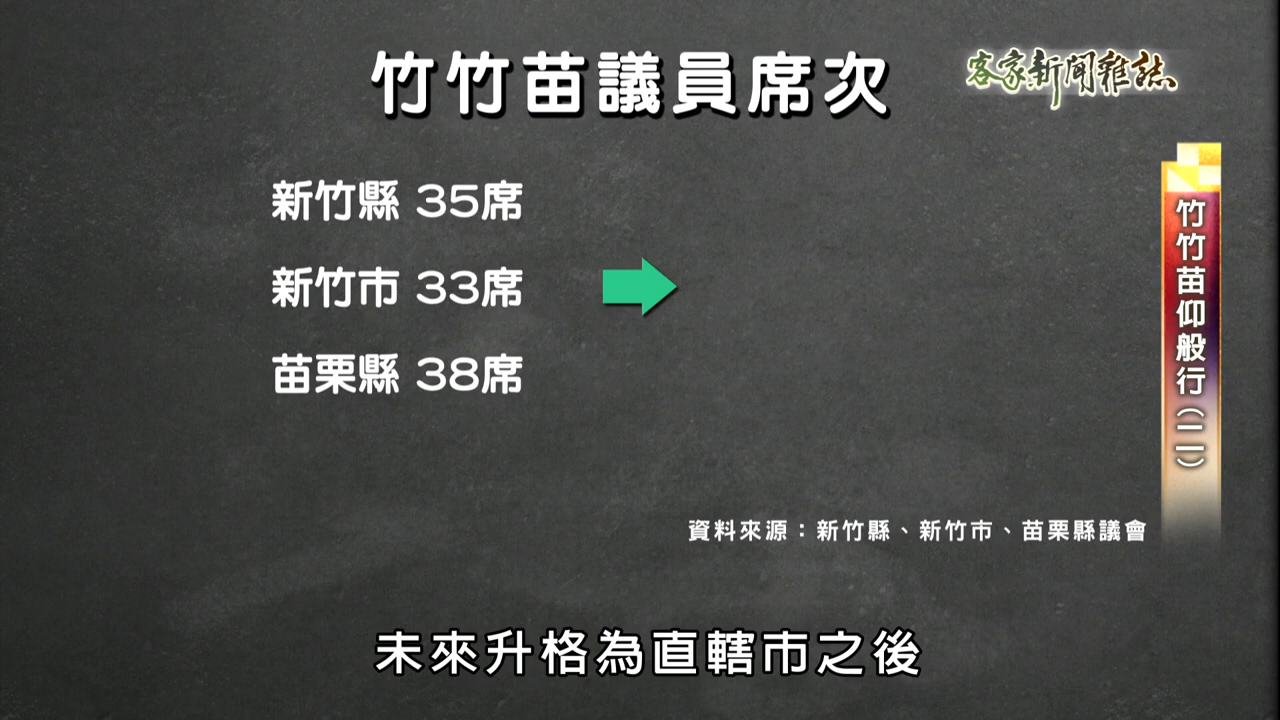 竹竹苗議員席次
客家新聞雜誌
新竹縣 35席
新竹市 33席
苗栗縣 38席
竹竹苗仰般行(二)
資料來源:新竹縣、新竹市、苗栗縣議會
未來升格為直轄市之後